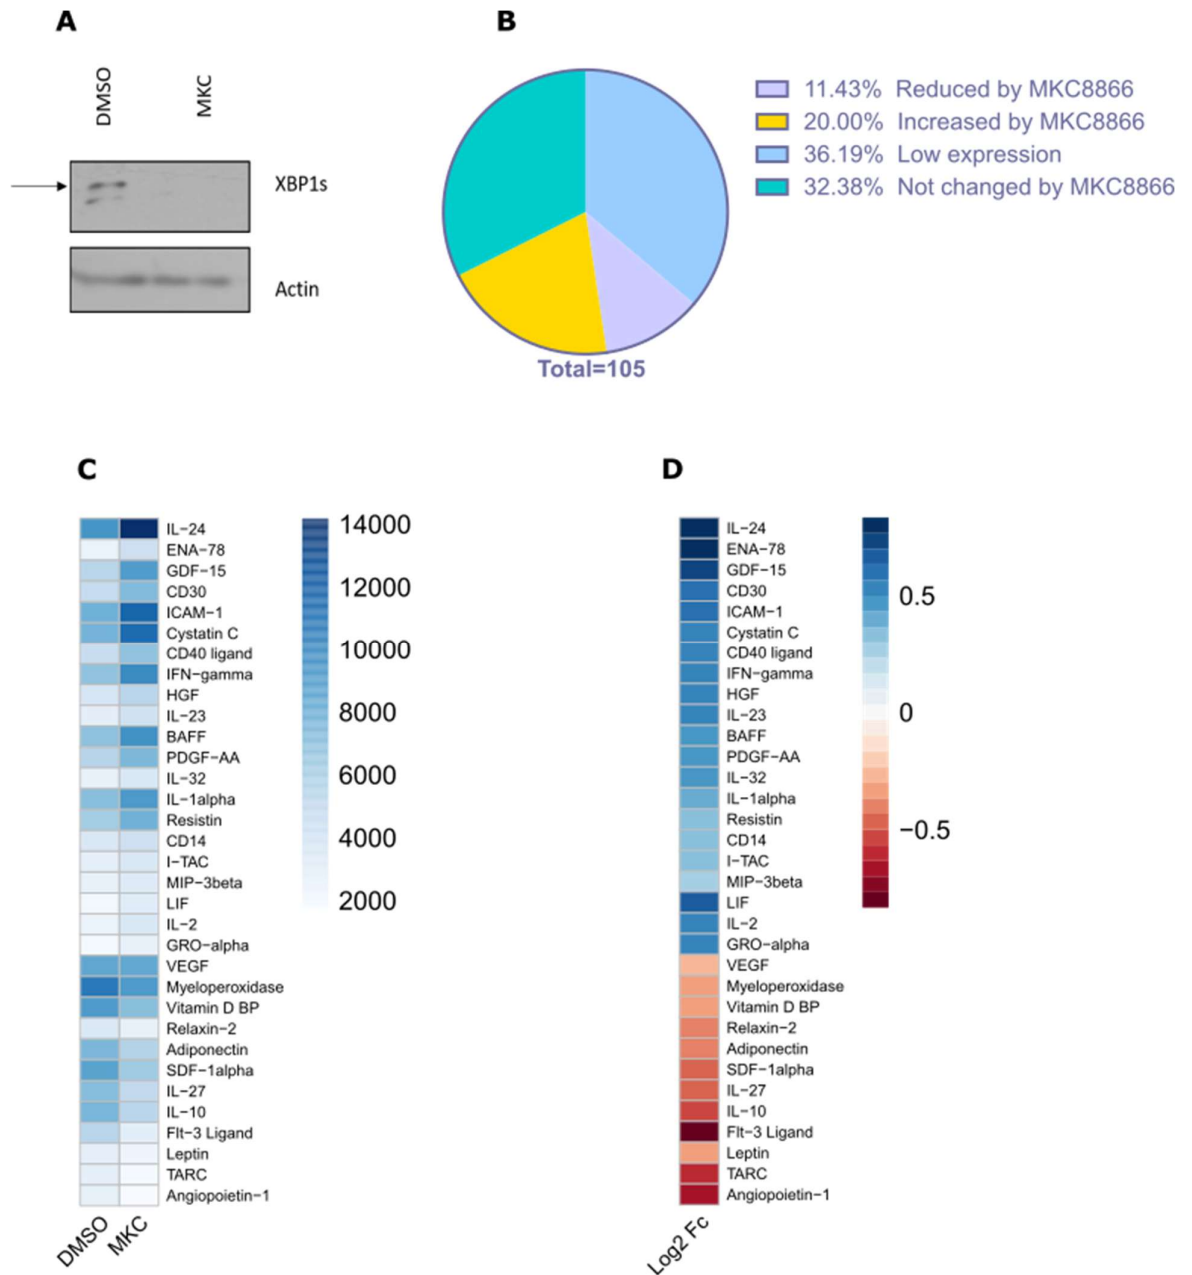 A
DMSO
MKC
XBP1s
Actin
B
11.43% Reduced by MKC8866
20.00% Increased by MKC8866
36.19% Low expression
32.38% Not changed by MKC8866
Total=105
C
IL−24
ENA−78
GDF−15
CD30
ICAM−1
Cystatin C
CD40 ligand
IFN−gamma
HGF
IL−23
BAFF
PDGF−AA
IL−32
IL−1alpha
Resistin
CD14
I−TAC
MIP−3beta
LIF
IL−2
GRO−alpha
VEGF
Myeloperoxidase
Vitamin D BP
Relaxin−2
Adiponectin
SDF−1alpha
IL−27
IL−10
Flt−3 Ligand
Leptin
TARC
Angiopoietin−1
DMSO
MKC
14000
12000
10000
8000
6000
4000
2000
D
IL−24
ENA−78
GDF−15
CD30
ICAM−1
Cystatin C
CD40 ligand
IFN−gamma
HGF
IL−23
BAFF
PDGF−AA
IL−32
IL−1alpha
Resistin
CD14
I−TAC
MIP−3beta
LIF
IL−2
GRO−alpha
VEGF
Myeloperoxidase
Vitamin D BP
Relaxin−2
Adiponectin
SDF−1alpha
IL−27
IL−10
Flt−3 Ligand
Leptin
TARC
Angiopoietin−1
Log2 Fc
0.5
0
−0.5